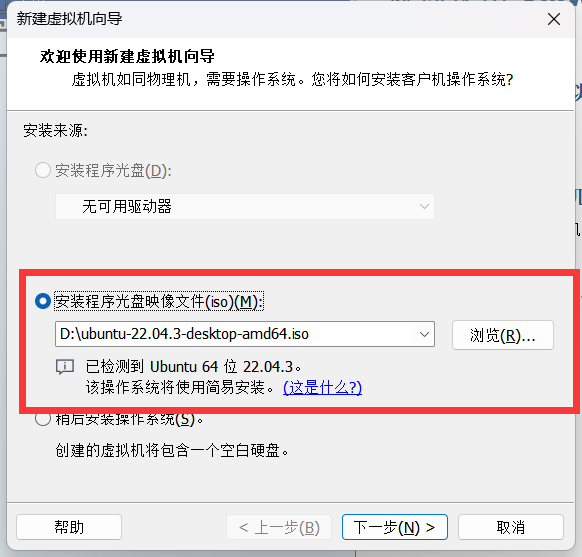 新建虚拟机向导
欢迎使用新建虚拟机向导
虚拟机如同物理机，需要操作系统。您将如何安装客户机操作系统?
安装来源:
安装程序光盘(D):
无可用驱动器
安装程序光盘映像文件(iso)(M):
D:\ubuntu-22.04.3-desktop-amd64.iso
浏览(R)...
已检测到 Ubuntu 64 位 22.04.3。
该操作系统将使用简易安装。 (这是什么?)
稍后安装操作系统(S)。
创建的虚拟机将包含一个空白硬盘。
帮助
< 上一步(B)
下一步(N) >
取消